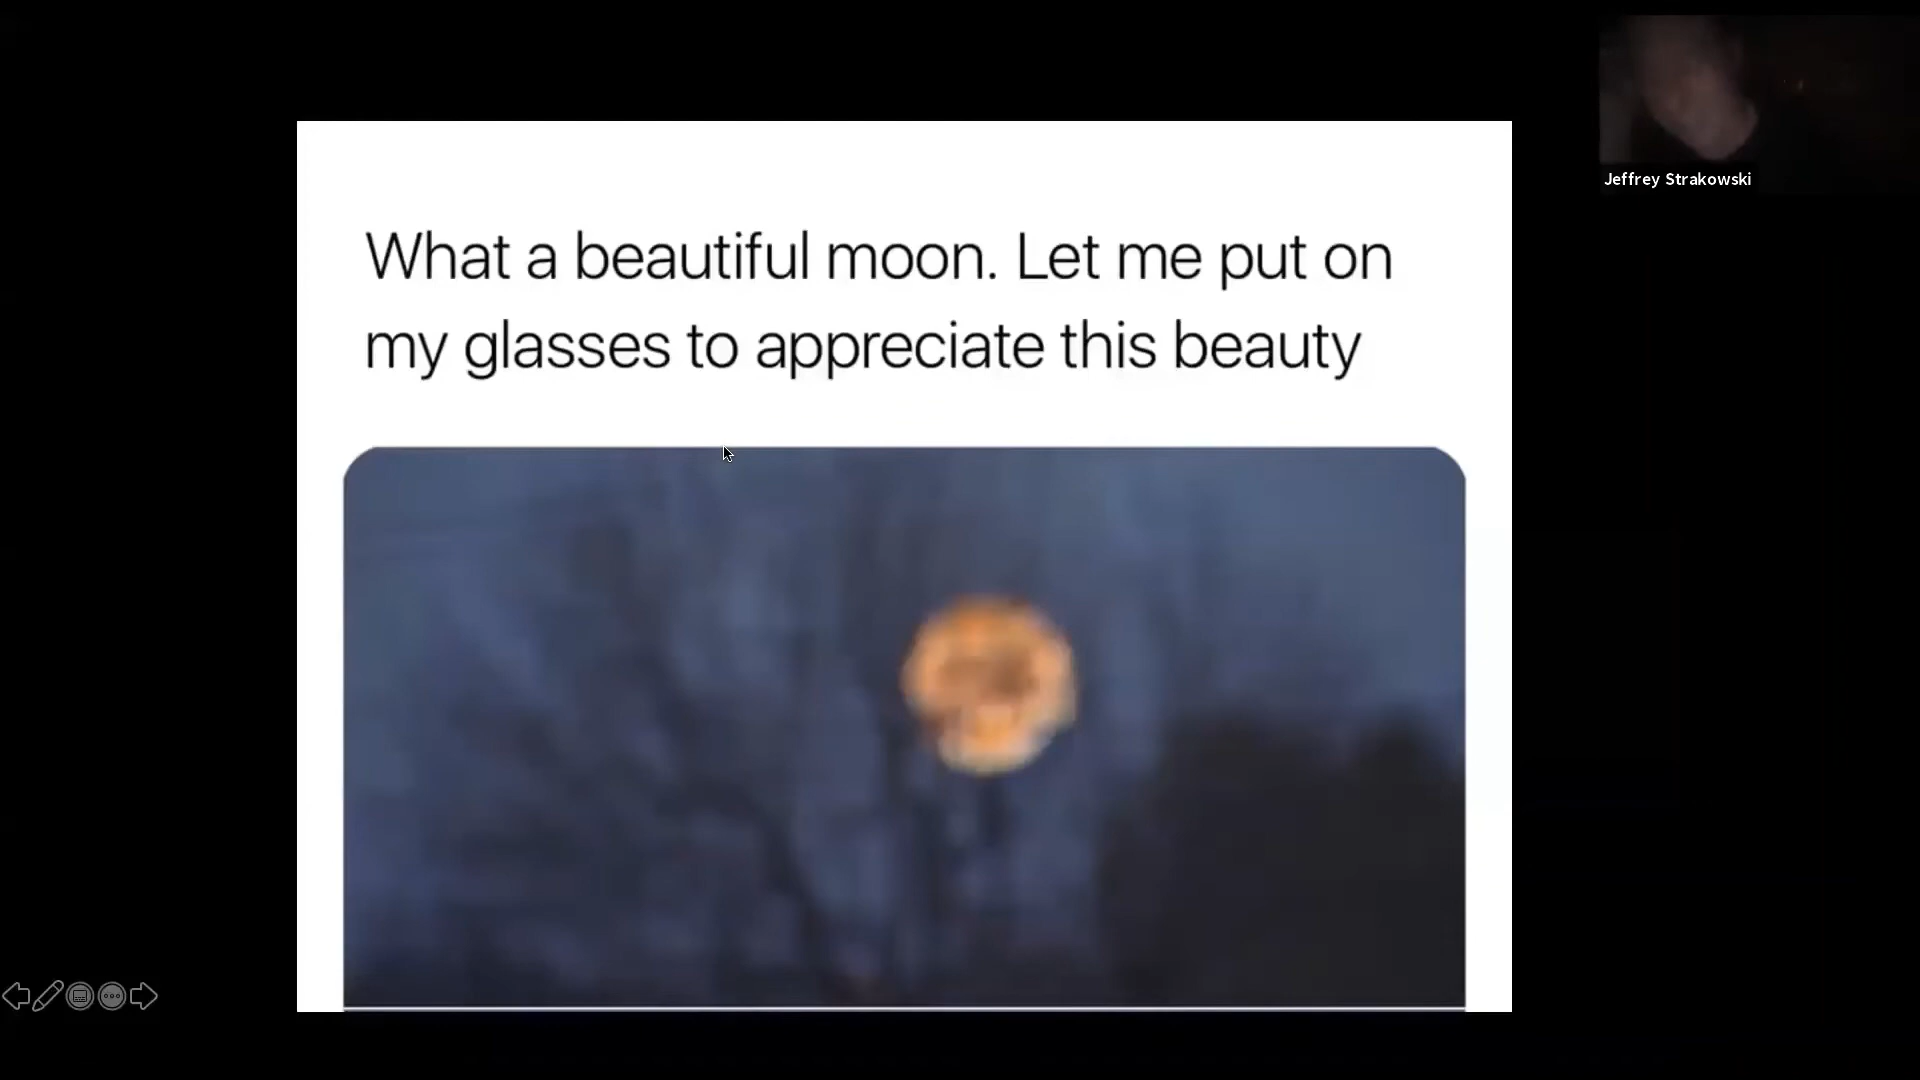 What a beautiful moon. Let me put on
my glasses to appreciate this beauty
Jeffrey Strakowski